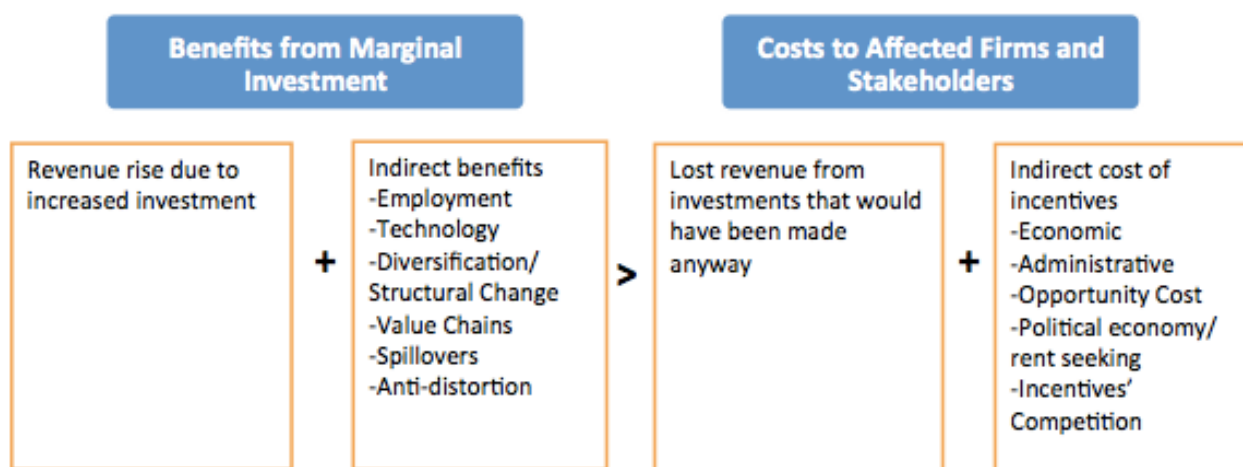 Benefits from Marginal
Investment
Costs to Affected Firms and
Stakeholders
Revenue rise due to
increased investment
+
Indirect benefits
-Employment
-Technology
-Diversification/
Structural Change
-Value Chains
-Spillovers
-Anti-distortion
>
Lost revenue from
investments that would
have been made
anyway
+
Indirect cost of
incentives
-Economic
-Administrative
-Opportunity Cost
-Political economy/
rent seeking
-Incentives’
Competition